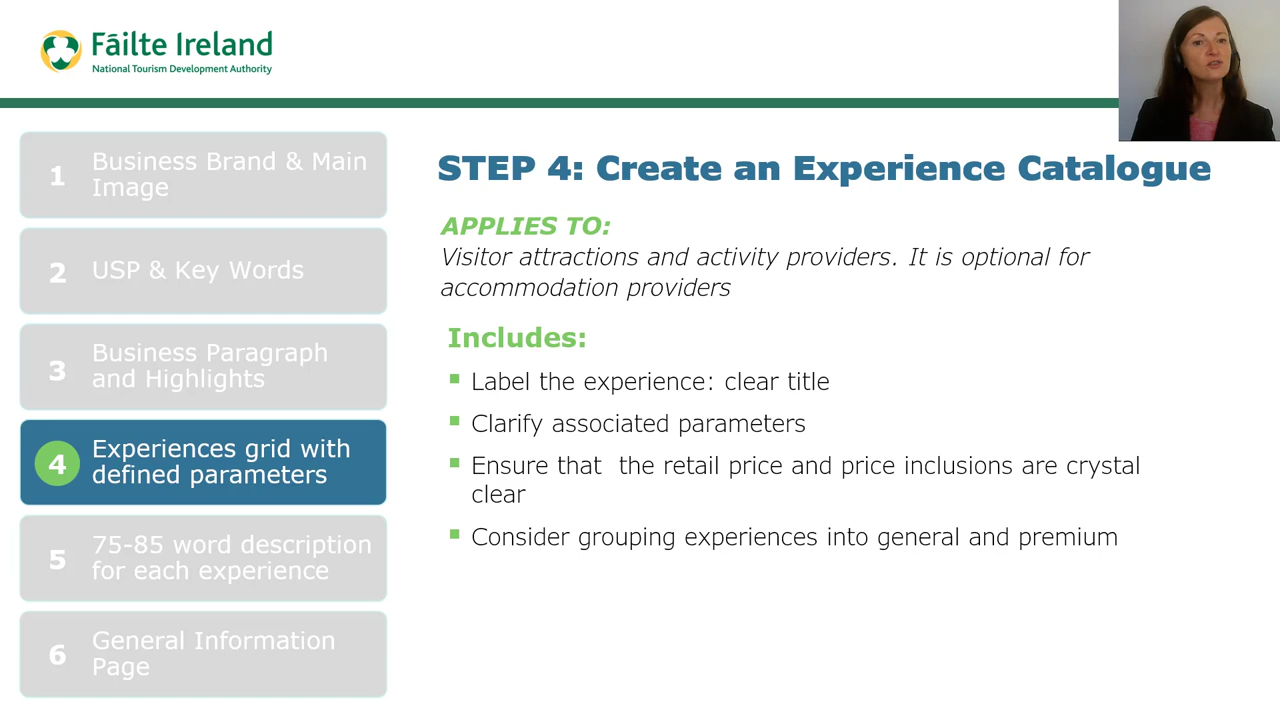 Fáilte Ireland
National Tourism Development Authority
1
Business Brand & Main
Image
2
USP & Key Words
3
Business Paragraph
and Highlights
4
Experiences grid with
defined parameters
5
75-85 word description
for each experience
6
General Information
Page
STEP 4: Create an Experience Catalogue
APPLIES TO:
Visitor attractions and activity providers. It is optional for
accommodation providers
Includes:
Label the experience: clear title
Clarify associated parameters
Ensure that the retail price and price inclusions are crystal
clear
Consider grouping experiences into general and premium